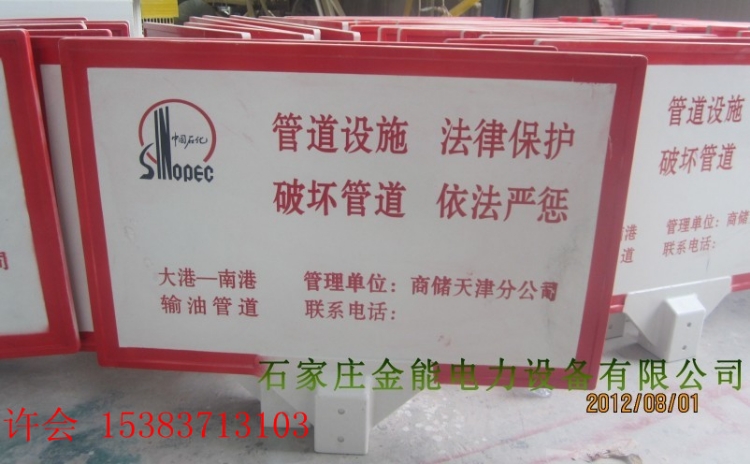 中国石化
SINOPEC
管道设施 法律保护
破坏管道 依法严惩
大港—南港
输油管道
管理单位：商储天津分公司
联系电话：
管道设施
破坏管道
管理单位：商储
联系电话：
港
道
司
石家庄金能电力设备有限公司
许会 15383713103
2012/08/01